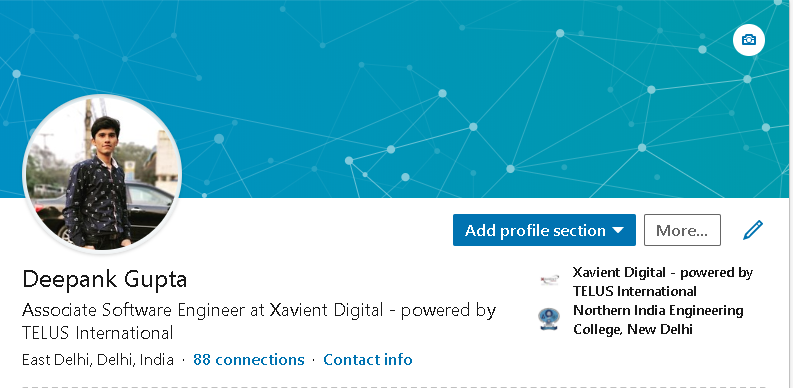 Add profile section
More...
Deepank Gupta
Associate Software Engineer at Xavient Digital - powered by
TELUS International
East Delhi, Delhi, India · 88 connections · Contact info
Xavient Digital - powered by
TELUS International
Northern India Engineering
College, New Delhi